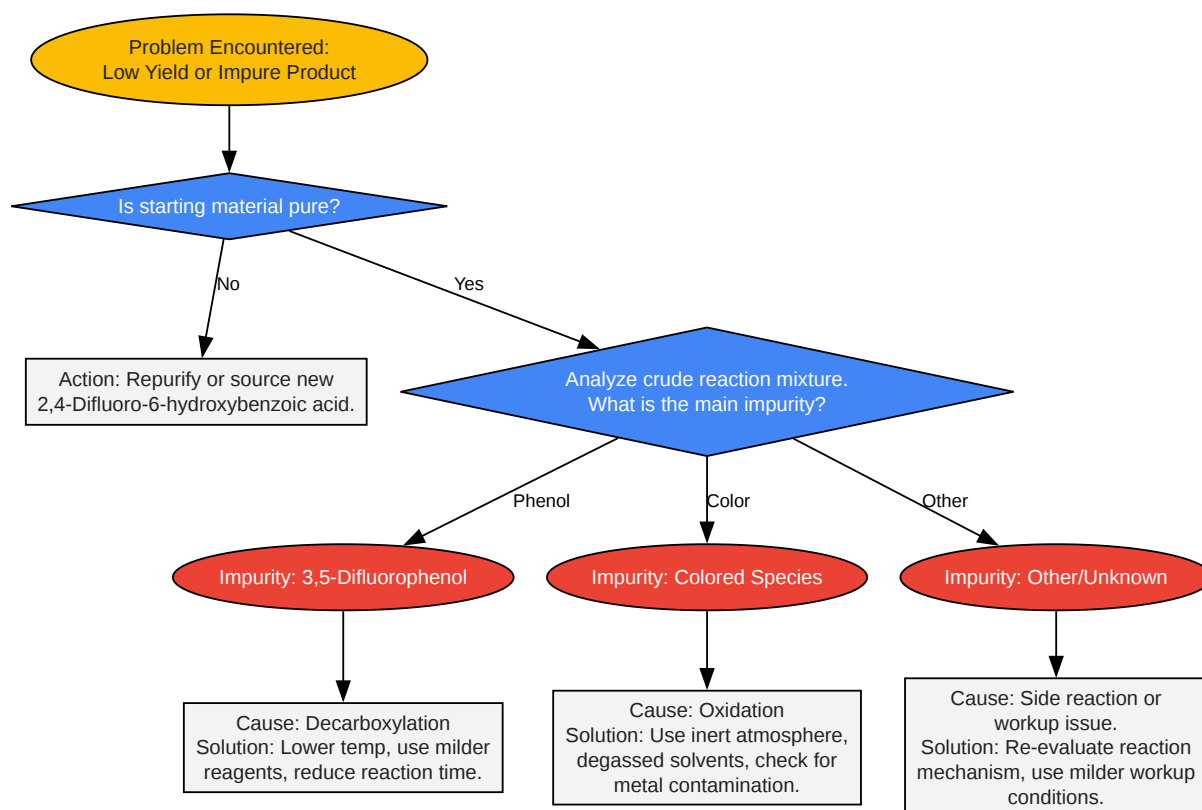 Problem Encountered:
Low Yield or Impure Product
Is starting material pure?
No
Yes
Action: Repurify or source new
2,4-Difluoro-6-hydroxybenzoic acid.
Analyze crude reaction mixture.
What is the main impurity?
Phenol
Color
Other
Impurity: 3,5-Difluorophenol
Impurity: Colored Species
Impurity: Other/Unknown
Cause: Decarboxylation
Solution: Lower temp, use milder
reagents, reduce reaction time.
Cause: Oxidation
Solution: Use inert atmosphere,
degassed solvents, check for
metal contamination.
Cause: Side reaction or
workup issue.
Solution: Re-evaluate reaction
mechanism, use milder workup
conditions.